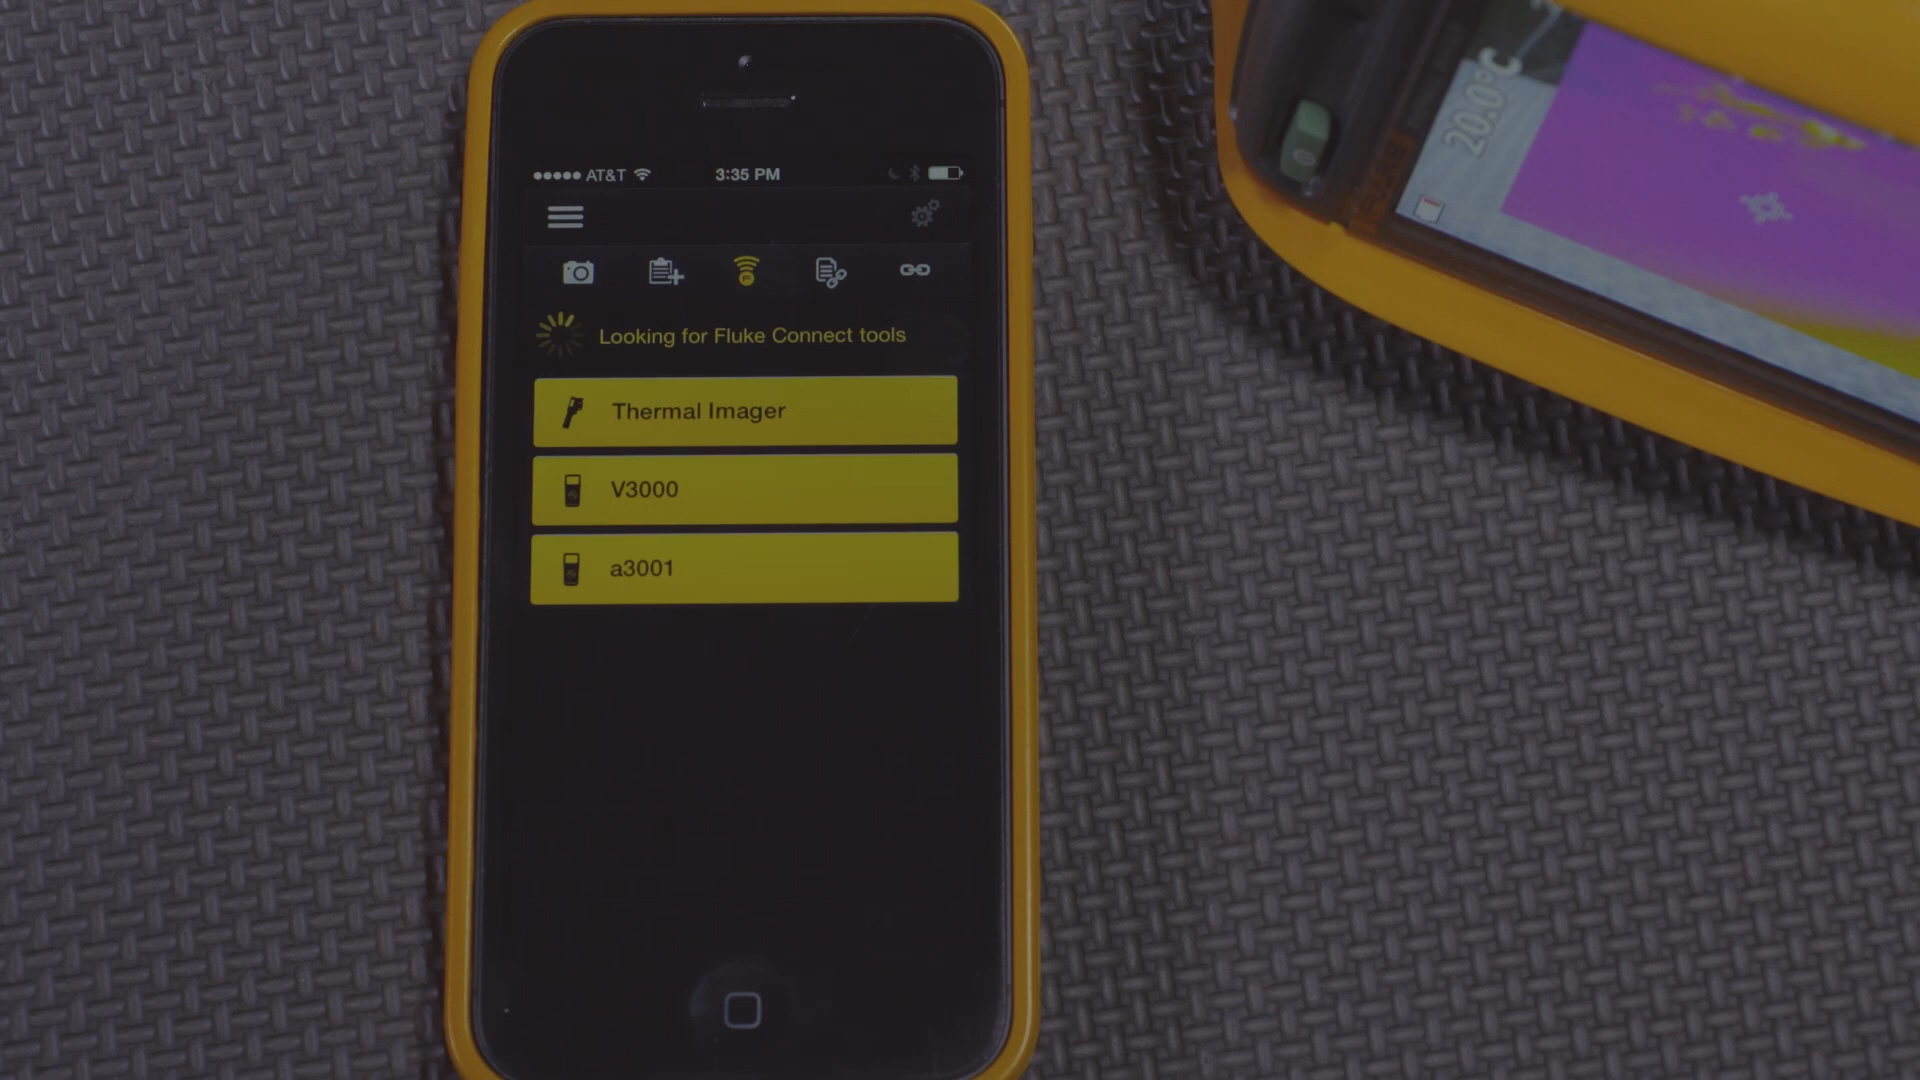 AT&T 3:35 PM
Looking for Fluke Connect tools
Thermal Imager
V3000
a3001
20.0°C